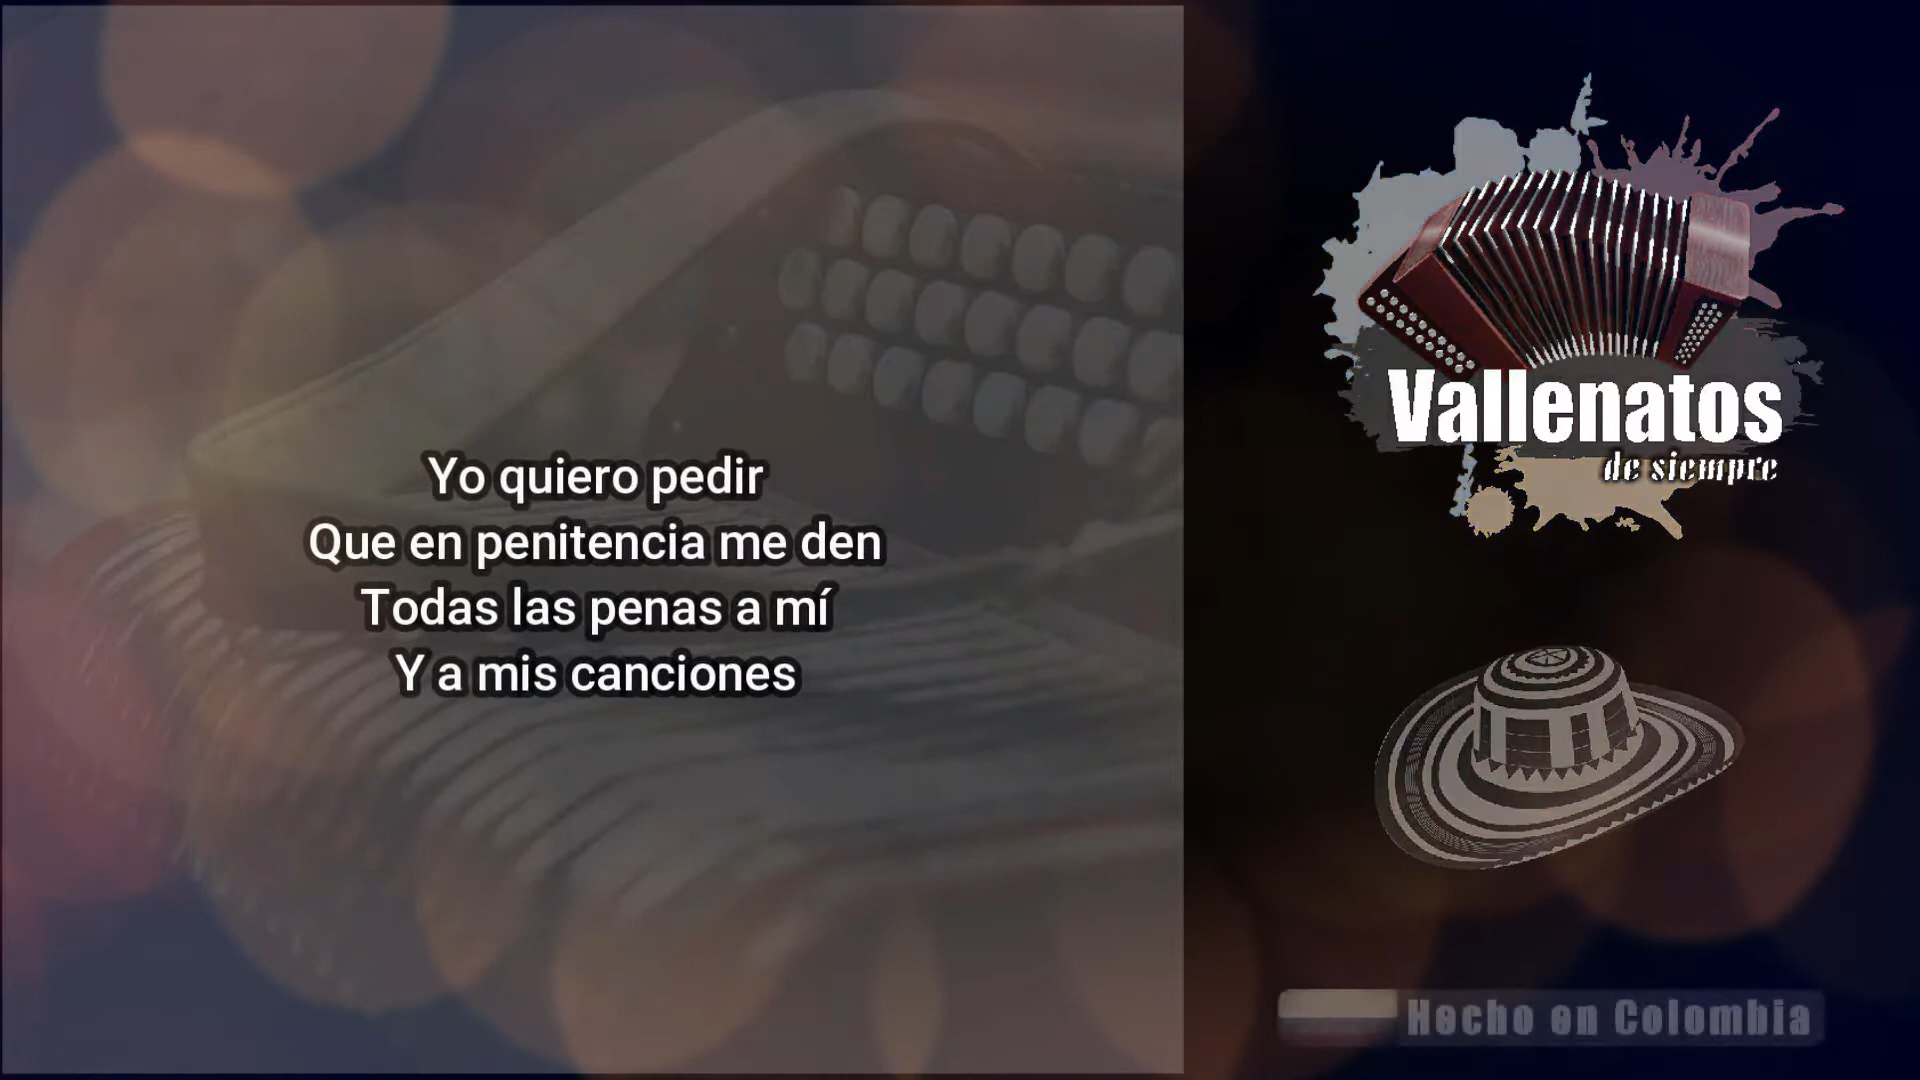 Yo quiero pedir
Que en penitencia me den
Todas las penas a mí
Y a mis canciones
Vallenatos
de siempre
Hecho en Colombia